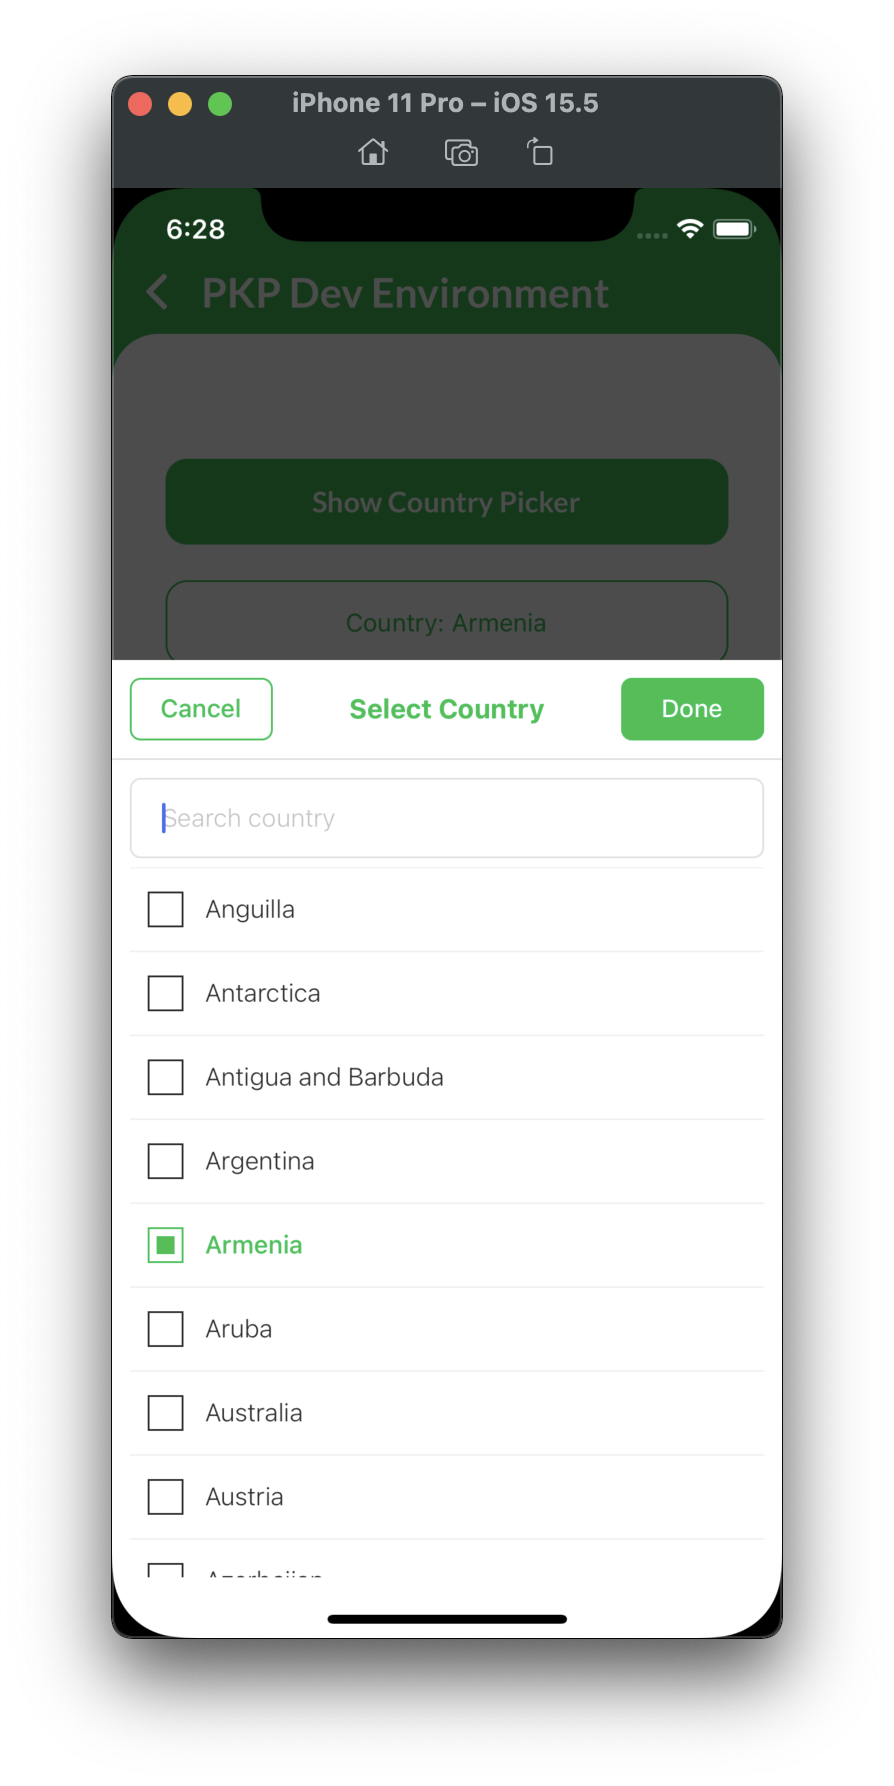 iPhone 11 Pro – iOS 15.5
6:28
PKP Dev Environment
Show Country Picker
Country: Armenia
Cancel
Select Country
Done
Search country
Anguilla
Antarctica
Antigua and Barbuda
Argentina
Armenia
Aruba
Australia
Austria
Azerbaijan